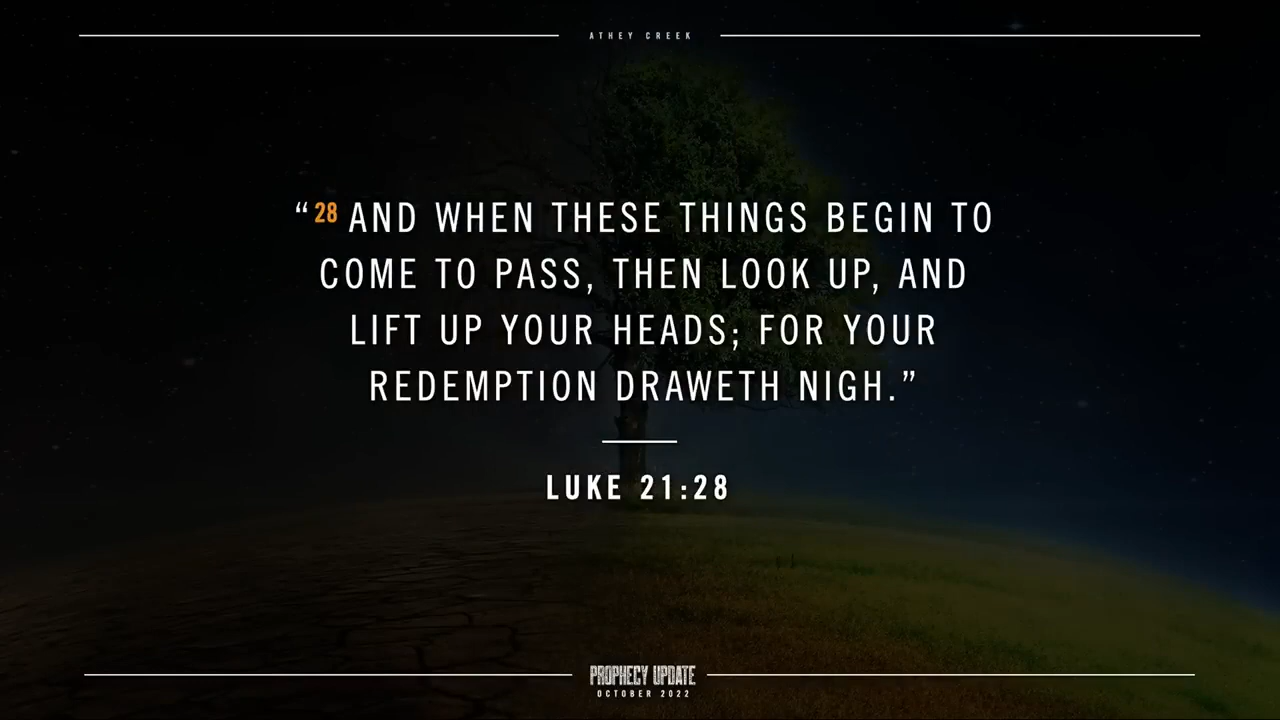 ATHEY CREEK
“28 AND WHEN THESE THINGS BEGIN TO
COME TO PASS, THEN LOOK UP, AND
LIFT UP YOUR HEADS; FOR YOUR
REDEMPTION DRAWETH NIGH.”
LUKE 21:28
PROPHECY UPDATE
OCTOBER 2022